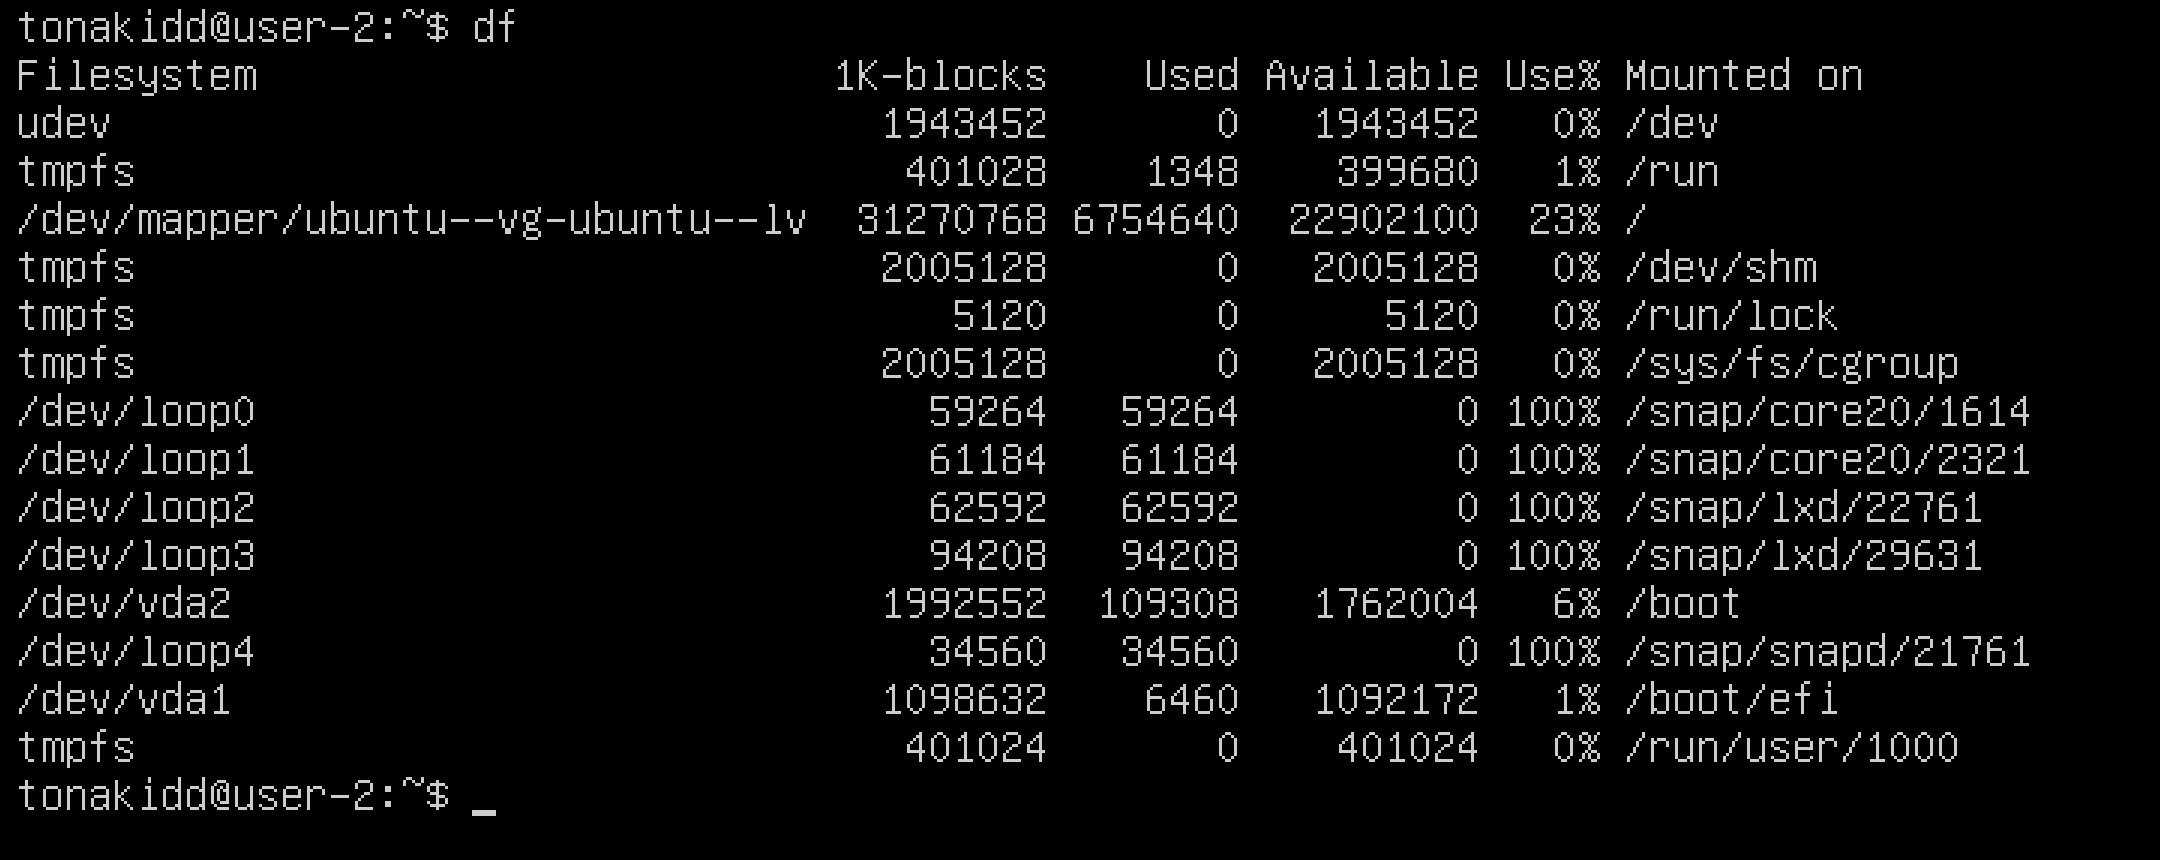 tonakidd@user-2:~$ df
Filesystem                        1K-blocks    Used Available Use% Mounted on
udev                                1943452       0   1943452   0% /dev
tmpfs                                401028    1348    399680   1% /run
/dev/mapper/ubuntu--vg-ubuntu--lv  31270768 6754640  22902100  23% /
tmpfs                               2005128       0   2005128   0% /dev/shm
tmpfs                                  5120       0      5120   0% /run/lock
tmpfs                               2005128       0   2005128   0% /sys/fs/cgroup
/dev/loop0                            59264   59264         0 100% /snap/core20/1614
/dev/loop1                            61184   61184         0 100% /snap/core20/2321
/dev/loop2                            62592   62592         0 100% /snap/lxd/22761
/dev/loop3                            94208   94208         0 100% /snap/lxd/29631
/dev/vda2                           1992552  109308   1762004   6% /boot
/dev/loop4                            34560   34560         0 100% /snap/snapd/21761
/dev/vda1                           1098632    6460   1092172   1% /boot/efi
tmpfs                                401024       0    401024   0% /run/user/1000
tonakidd@user-2:~$ _